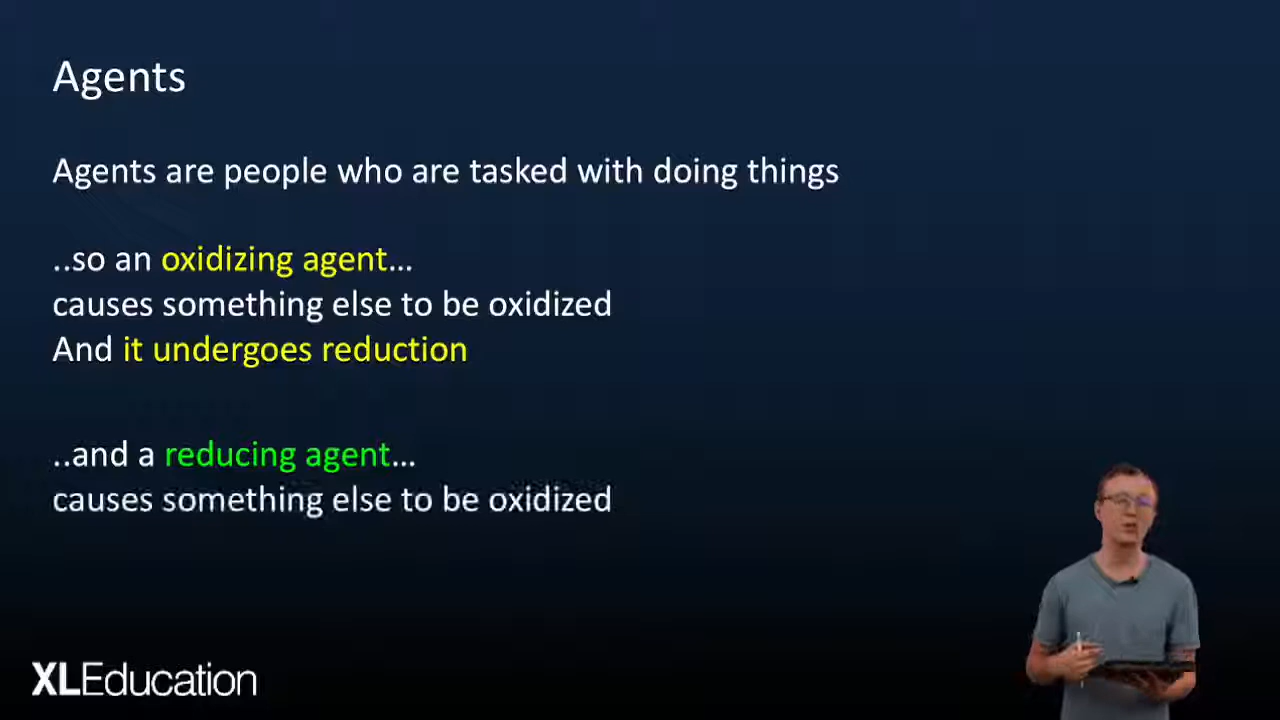 Agents
Agents are people who are tasked with doing things
..so an oxidizing agent...
causes something else to be oxidized
And it undergoes reduction
..and a reducing agent...
causes something else to be oxidized
XLEducation